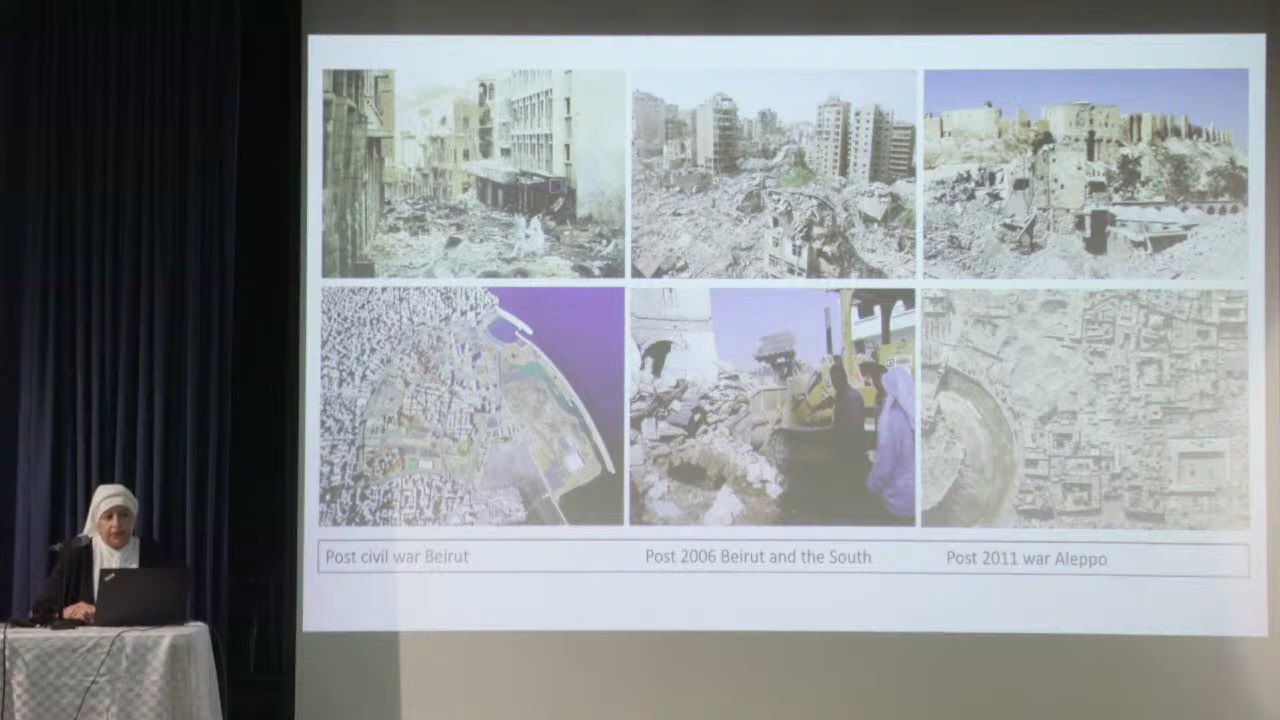 Post civil war Beirut
Post 2006 Beirut and the South
Post 2011 war Aleppo